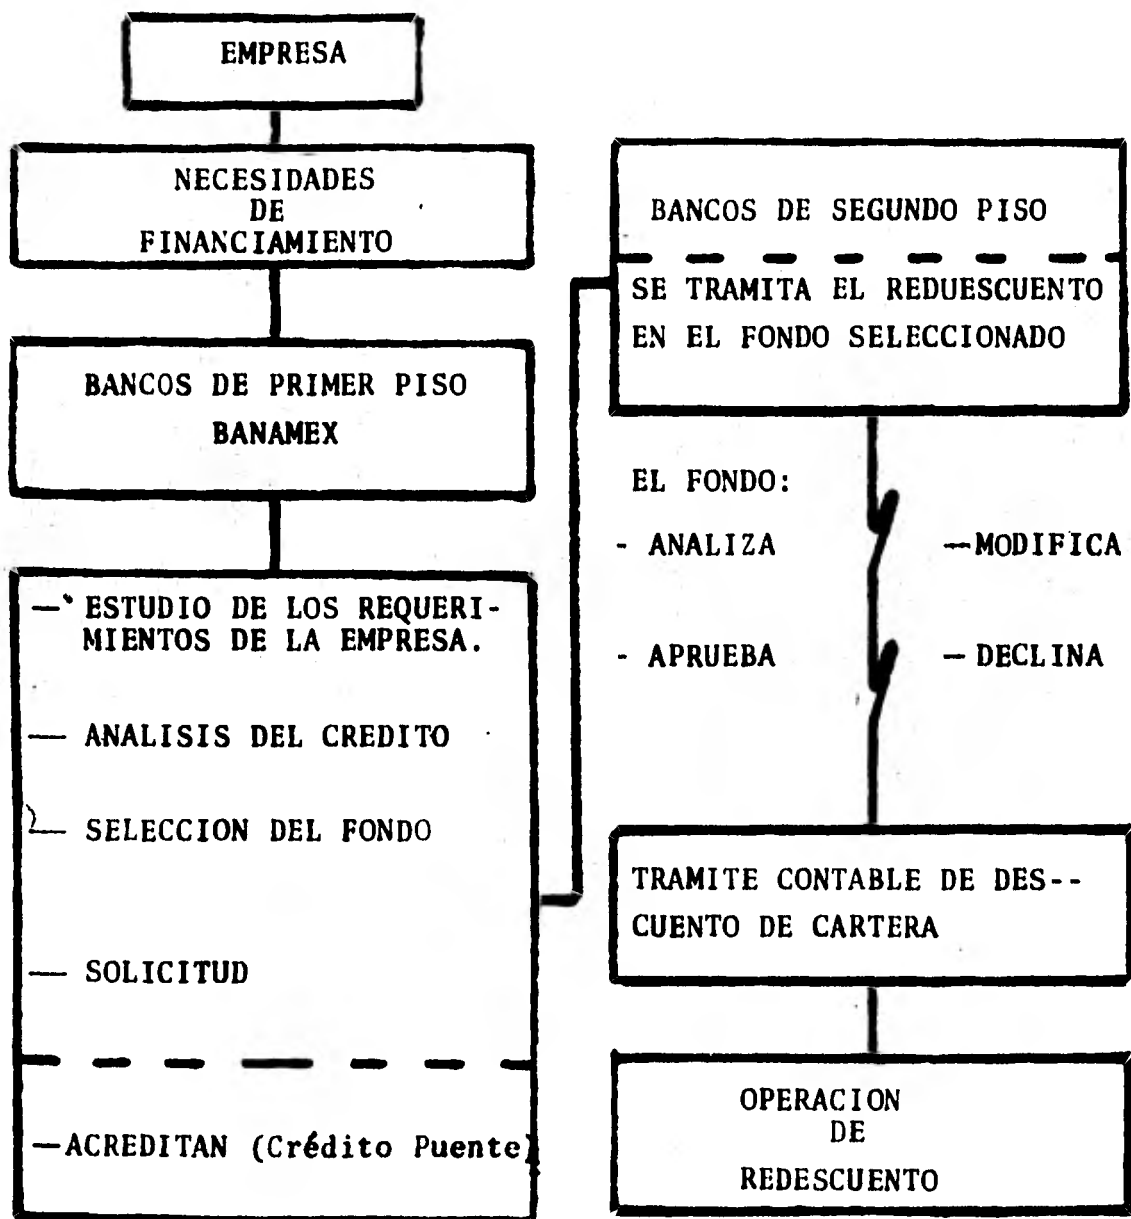 EMPRESA
NECESIDADES
DE
FINANCIAMIENTO
BANCOS DE PRIMER PISO
BANAMEX
— ESTUDIO DE LOS REQUERI-
MIENTOS DE LA EMPRESA.
— ANALISIS DEL CREDITO
— SELECCION DEL FONDO
— SOLICITUD
—ACREDITAN (Crédito Puente)
BANCOS DE SEGUNDO PISO
SE TRAMITA EL REDUESCUENTO
EN EL FONDO SELECCIONADO
EL FONDO:
- ANALIZA —MODIFICA
- APRUEBA — DECLINA
TRAMITE CONTABLE DE DES--
CUENTO DE CARTERA
OPERACION
DE
REDESCUENTO